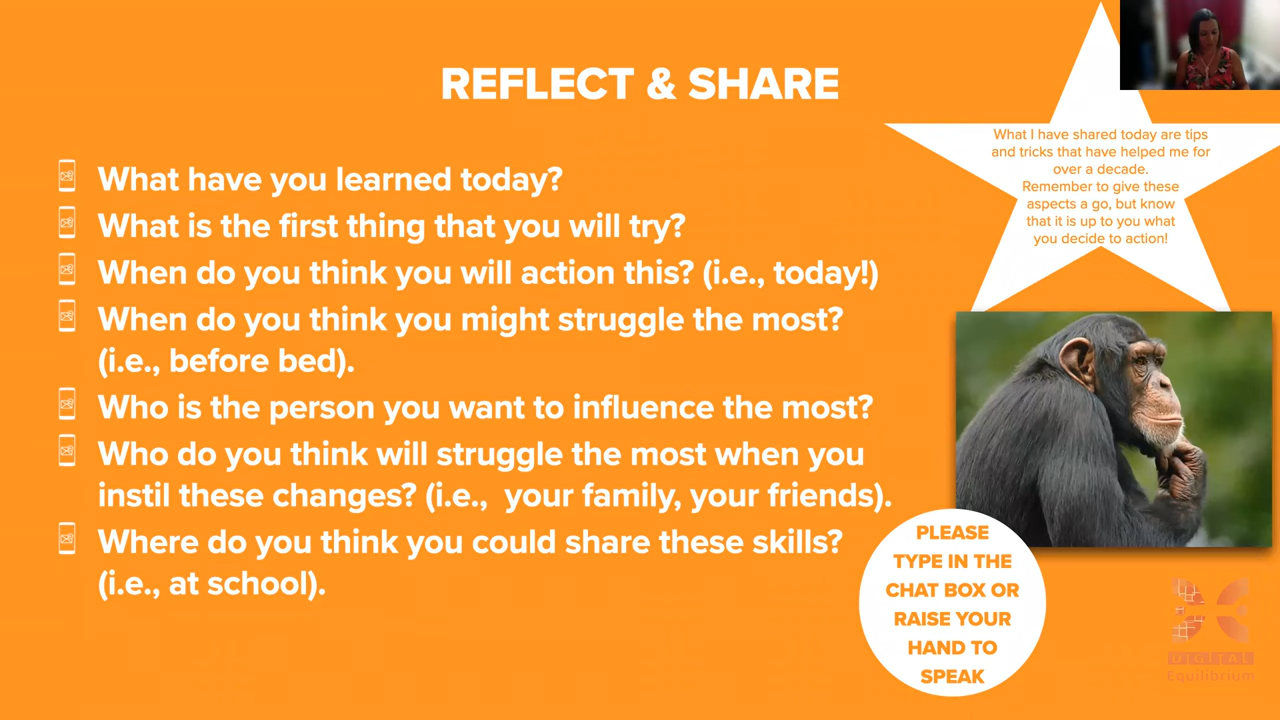 REFLECT & SHARE
What have you learned today?
What is the first thing that you will try?
When do you think you will action this? (i.e., today!)
When do you think you might struggle the most?
(i.e., before bed).
Who is the person you want to influence the most?
Who do you think will struggle the most when you
instil these changes? (i.e., your family, your friends).
Where do you think you could share these skills?
(i.e., at school).
What I have shared today are tips
and tricks that have helped me for
over a decade.
Remember to give these
aspects a go, but know
that it is up to you what
you decide to action!
PLEASE
TYPE IN THE
CHAT BOX OR
RAISE YOUR
HAND TO
SPEAK
DIGITAL
Equilibrium